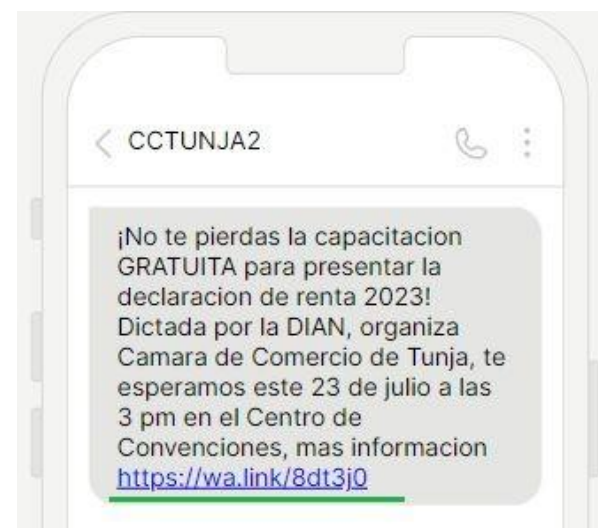 CCTUNJA2
¡No te pierdas la capacitacion
GRATUITA para presentar la
declaracion de renta 2023!
Dictada por la DIAN, organiza
Camara de Comercio de Tunja, te
esperamos este 23 de julio a las
3 pm en el Centro de
Convenciones, mas informacion
https://wa.link/8dt3j0